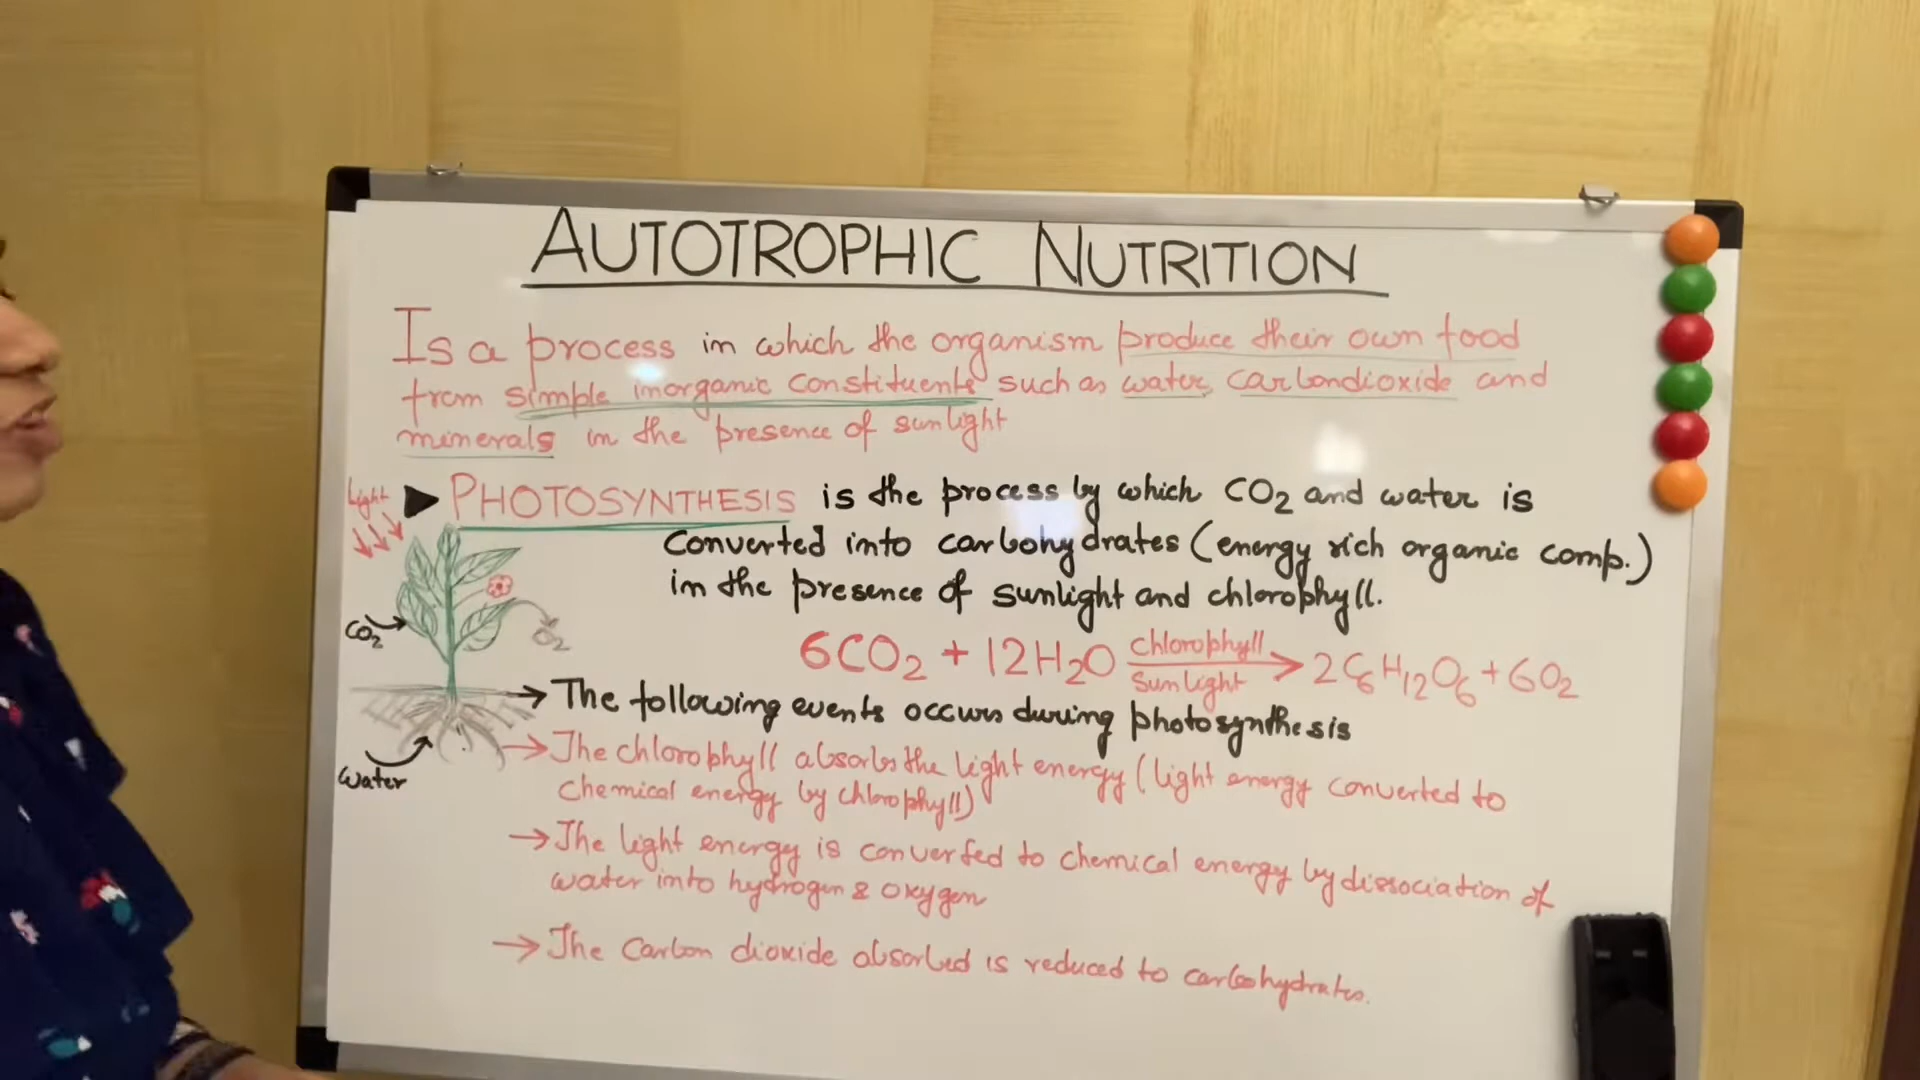 AUTOTROPHIC NUTRITION
Is a process in which the organism produce their own food
from simple inorganic constituents such as water, carbondioxide and
minerals in the presence of sunlight
Light
PHOTOSYNTHESIS is the process by which CO2 and water is
converted into carbohydrates (energy rich organic comp.)
in the presence of sunlight and chlorophyll.
CO2
O2
6CO2 + 12H2O chlorophyll sunlight → 2C6H12O6 + 6O2
→ The following events occurs during photosynthesis
Water
→ The chlorophyll absorbs the light energy (light energy converted to
chemical energy by chlorophyll)
→ The light energy is converted to chemical energy by dissociation of
water into hydrogen & oxygen
→ The Carbon dioxide absorbed is reduced to carbohydrates.